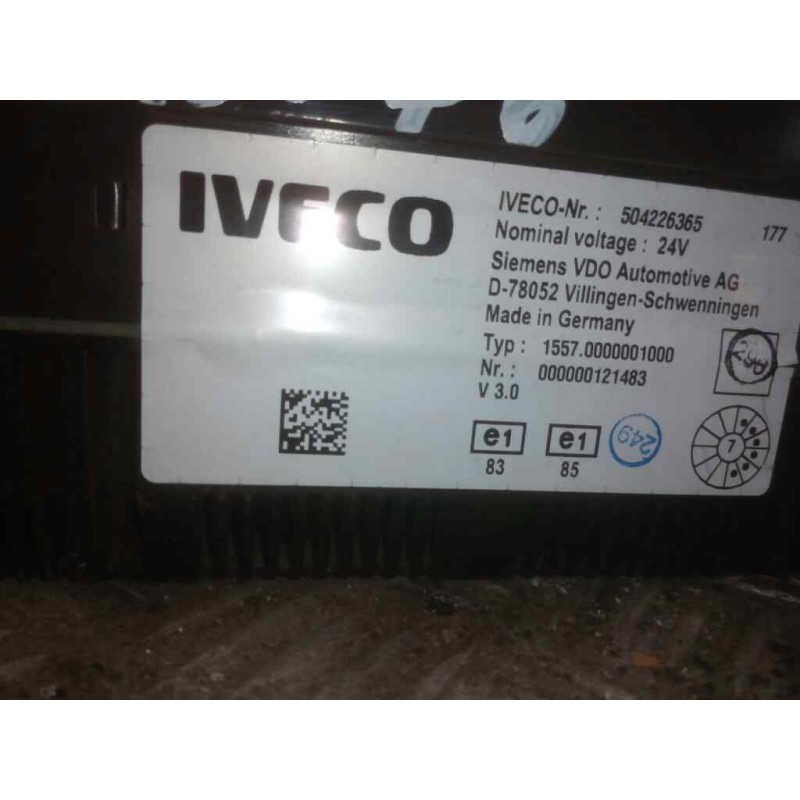 IVECO
IVECO-Nr. : 504226365 177
Nominal voltage : 24V
Siemens VDO Automotive AG
D-78052 Villingen-Schwenningen
Made in Germany
Typ : 1557.0000001000
Nr. : 000000121483
V 3.0
e1 e1
83 85
249
7